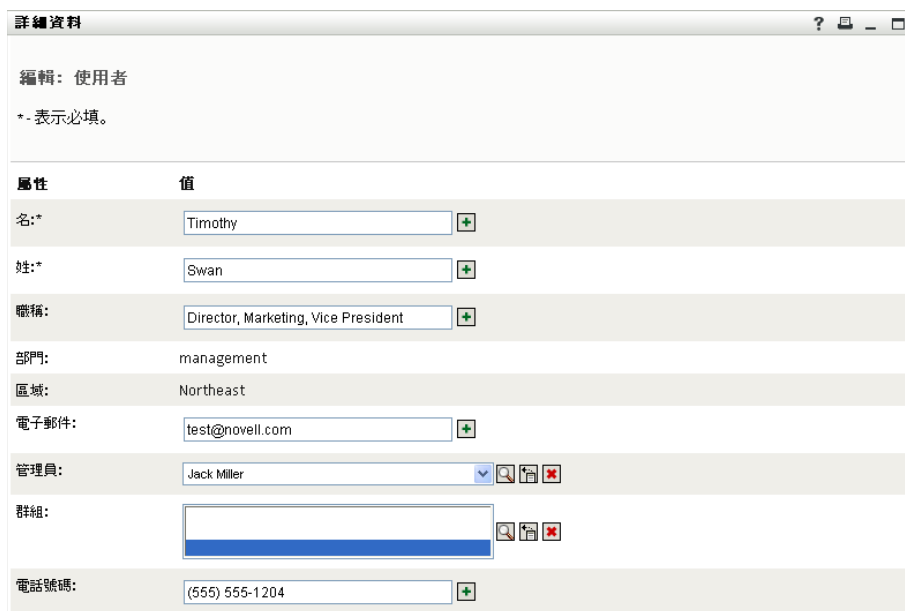 詳細資料 ?
編輯: 使用者
*- 表示必填。
屬性 值
名:* Timothy
姓:* Swan
職稱: Director, Marketing, Vice President
部門: management
區域: Northeast
電子郵件: test@novell.com
管理員: Jack Miller
群組:
電話號碼: (555) 555-1204